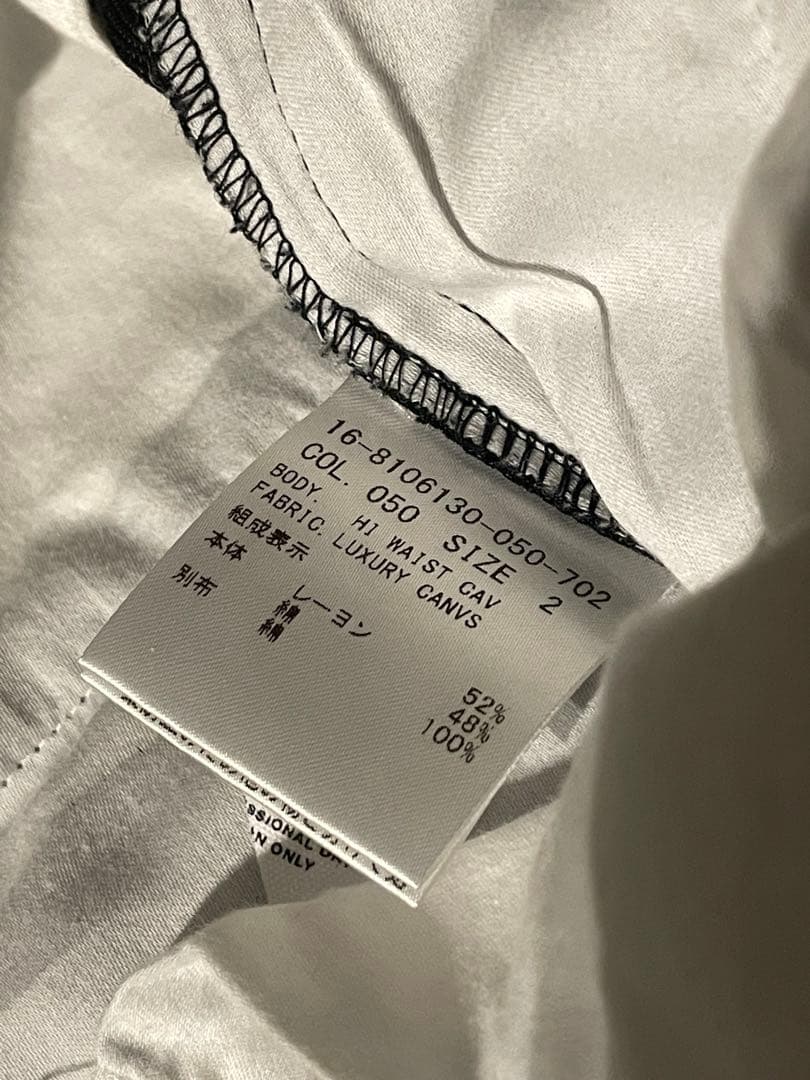 16-8106130-050-702
COL. 050 SIZE 2
BODY. HI WAIST CAV
FABRIC. LUXURY CANVS
組成表示
本体 レーヨン 52%
綿 48%
別布 綿 100%
ONLY